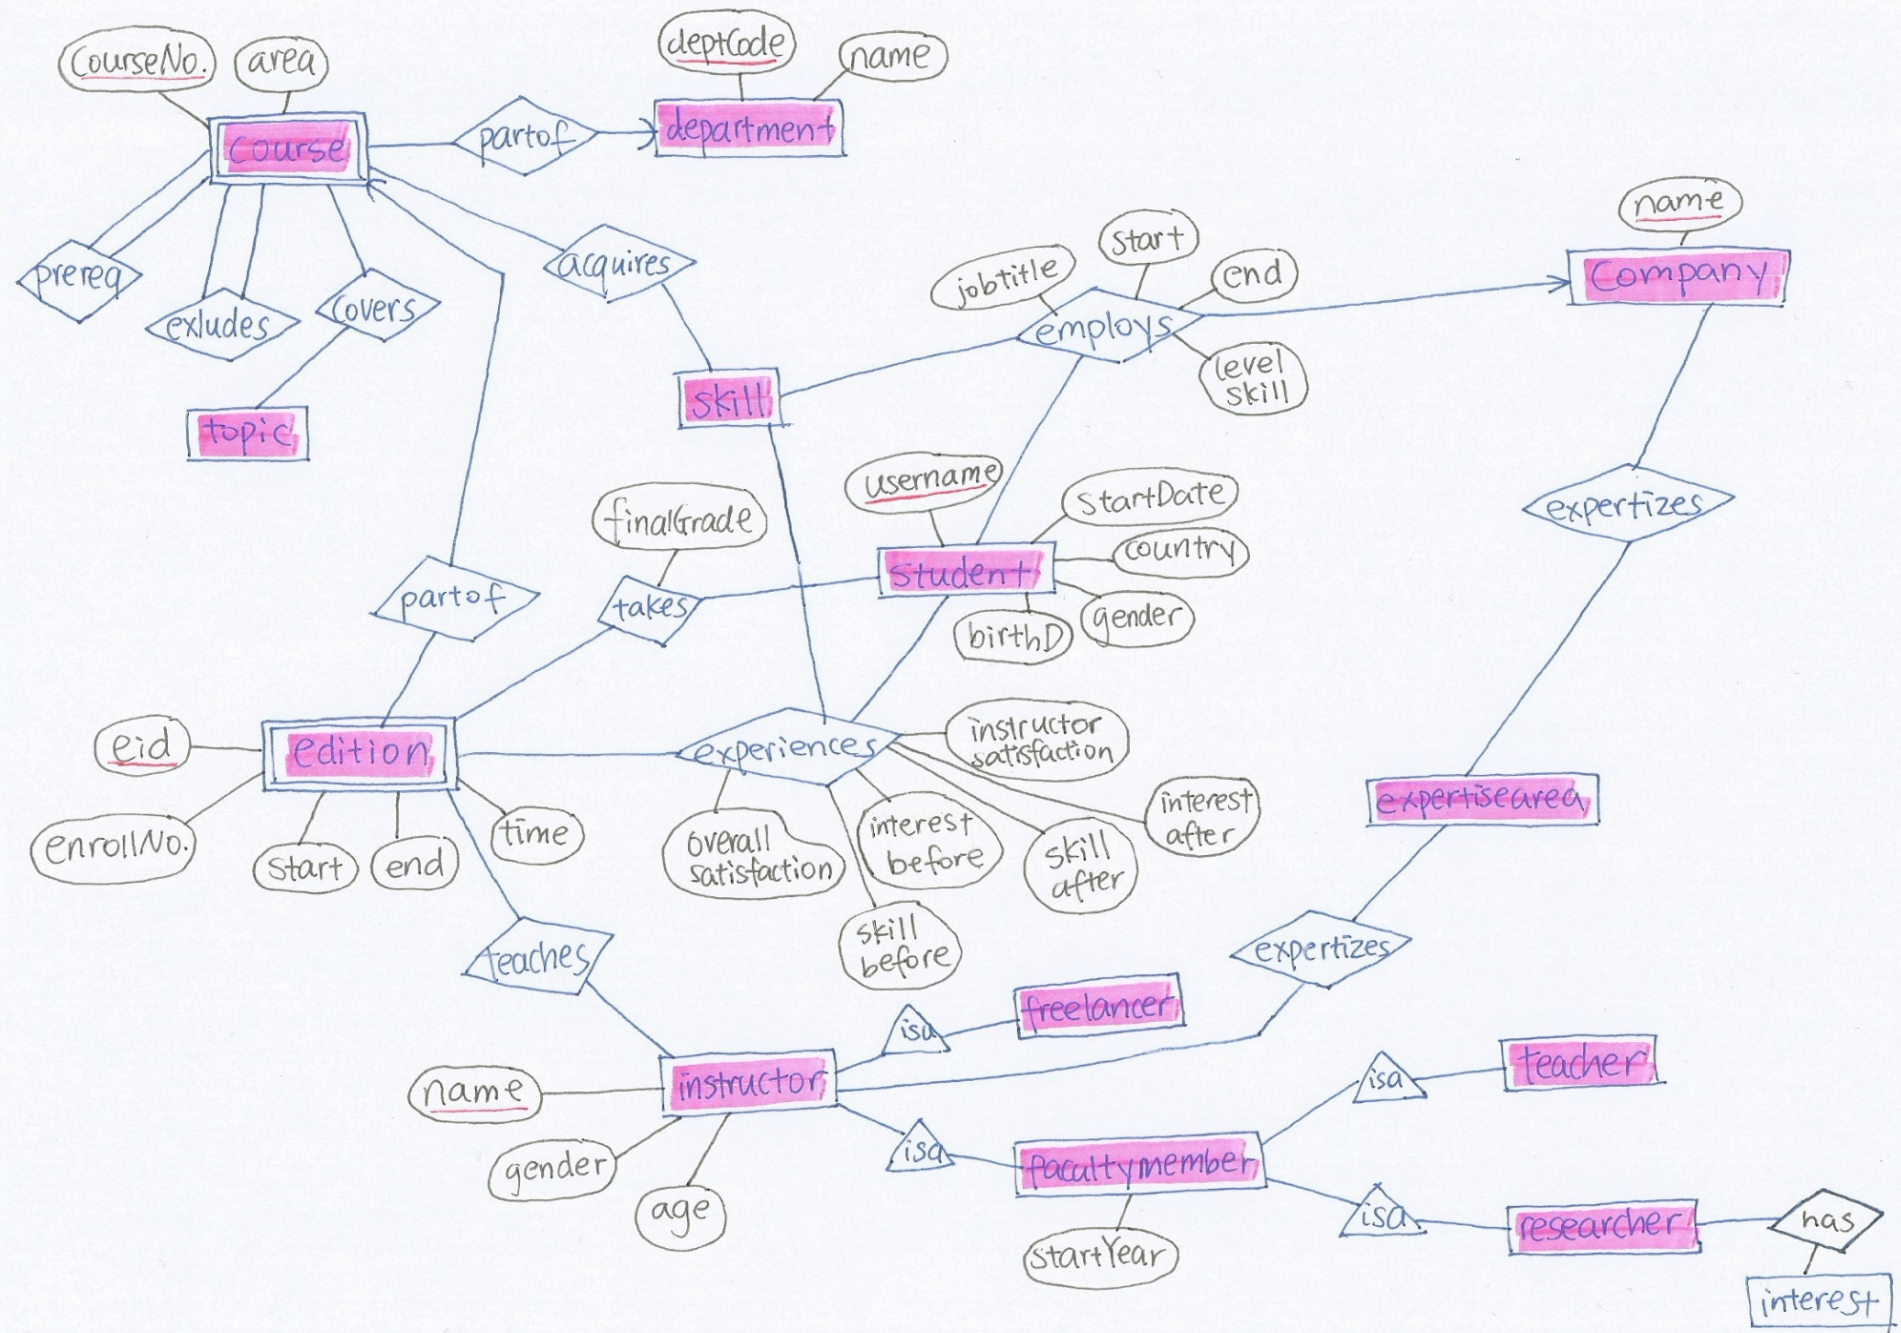 courseNo.
area
deptCode
name
course
partof
department
name
Company
prereq
exludes
covers
acquires
jobtitle
start
end
employs
level
skill
topic
skill
username
startDate
country
gender
birthD
student
finalGrade
takes
partof
expertizes
eid
edition
enrollNo.
start
end
time
experiences
instructor
satisfaction
interest
after
skill
after
interest
before
overall
satisfaction
skill
before
expertisearea
teaches
expertizes
freelancer
isa
instructor
name
gender
age
isa
facultymember
startYear
isa
teacher
isa
researcher
has
interest